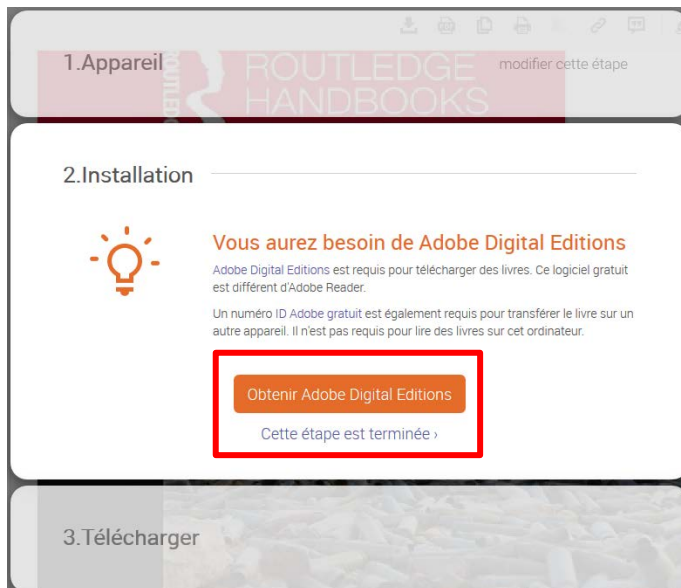 1.Appareil
modifier cette étape
ROUTLEDGE
HANDBOOKS
2.Installation
Vous aurez besoin de Adobe Digital Editions
Adobe Digital Editions est requis pour télécharger des livres. Ce logiciel gratuit
est différent d'Adobe Reader.
Un numéro ID Adobe gratuit est également requis pour transférer le livre sur un
autre appareil. Il n'est pas requis pour lire des livres sur cet ordinateur.
Obtenir Adobe Digital Editions
Cette étape est terminée ›
3.Télécharger